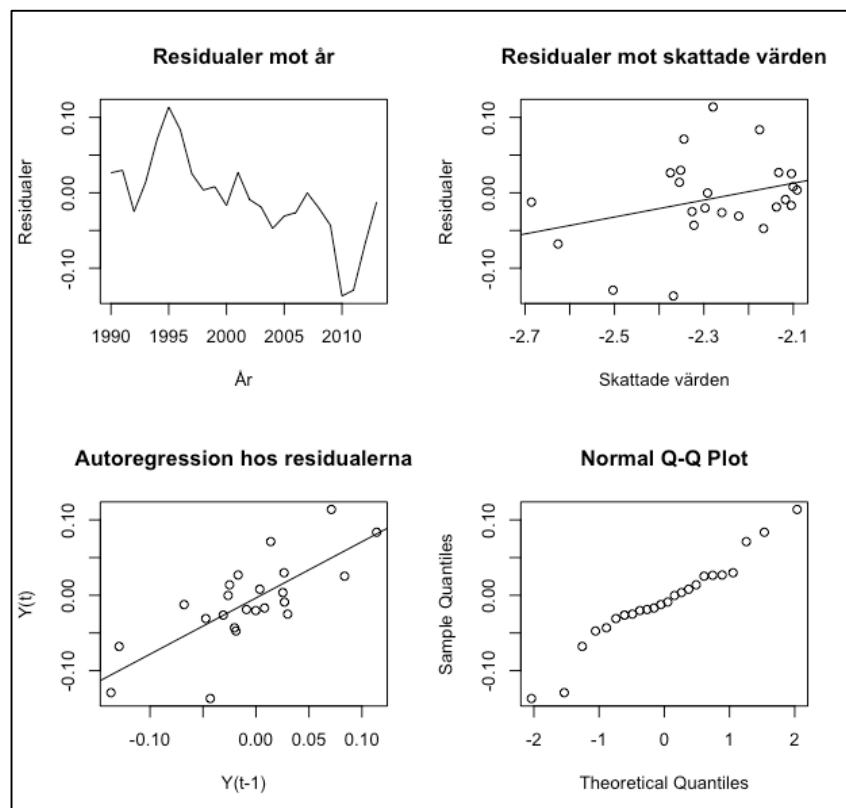 Residualer mot år
Residualer
0.10
0.00
-0.10
1990 1995 2000 2005 2010
År
Residualer mot skattade värden
Residualer
0.10
0.00
-0.10
-2.7 -2.5 -2.3 -2.1
Skattade värden
Autoregression hos residualerna
Y(t)
0.10
0.00
-0.10
-0.10 0.00 0.05 0.10
Y(t-1)
Normal Q-Q Plot
Sample Quantiles
0.10
0.00
-0.10
-2 -1 0 1 2
Theoretical Quantiles